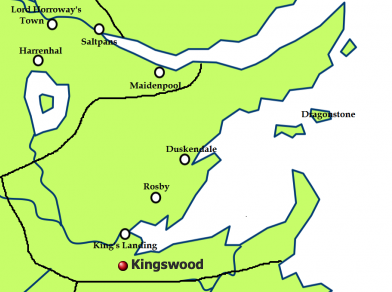 Lord Harroway's
Town
Saltpans
Harrenhal
Maidenpool
Dragonstone
Duskendale
Rosby
King's Landing
Kingswood